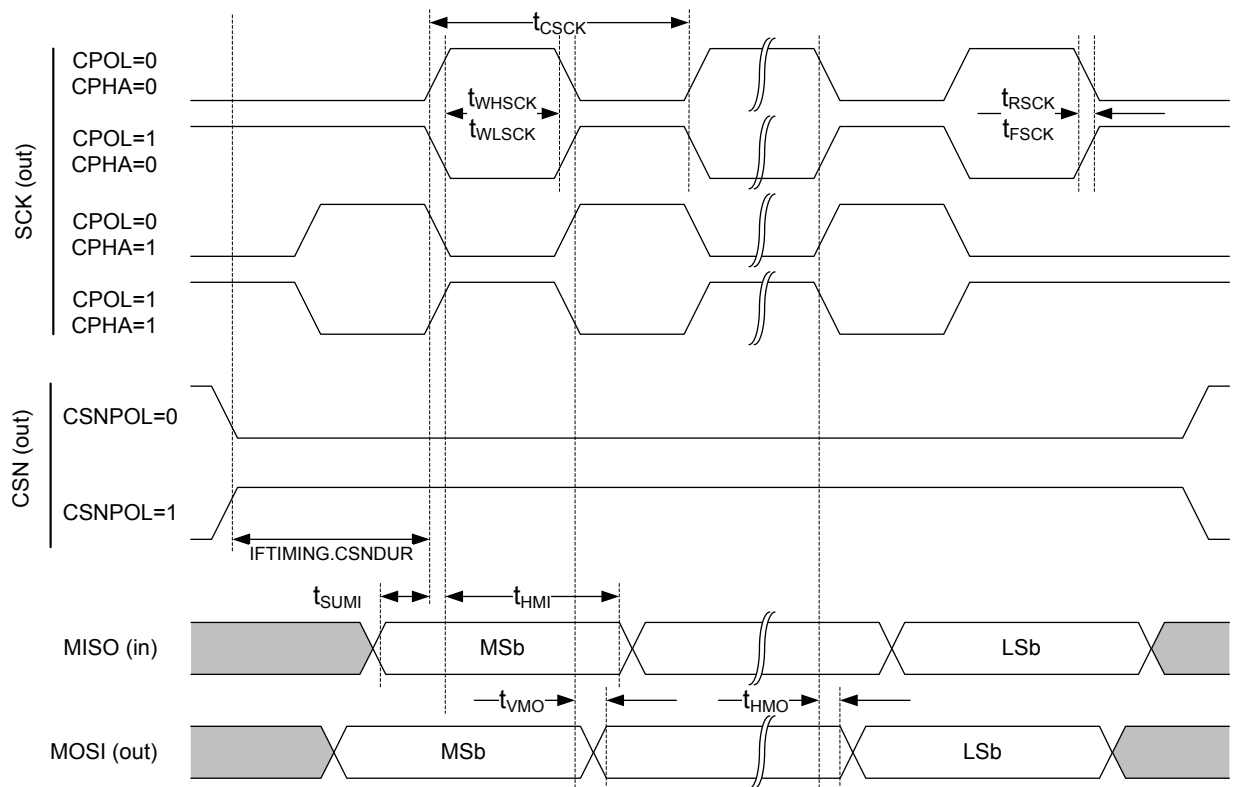 tCSCK
CPOL=0
CPHA=0
tWHSCK
tWLSCK
tRSCK
tFSCK
CPOL=1
CPHA=0
SCK (out)
CPOL=0
CPHA=1
CPOL=1
CPHA=1
CSN (out)
CSNPOL=0
CSNPOL=1
IFTIMING.CSNDUR
tSUMI
tHMI
MISO (in)
MSb
LSb
tVMO
tHMO
MOSI (out)
MSb
LSb